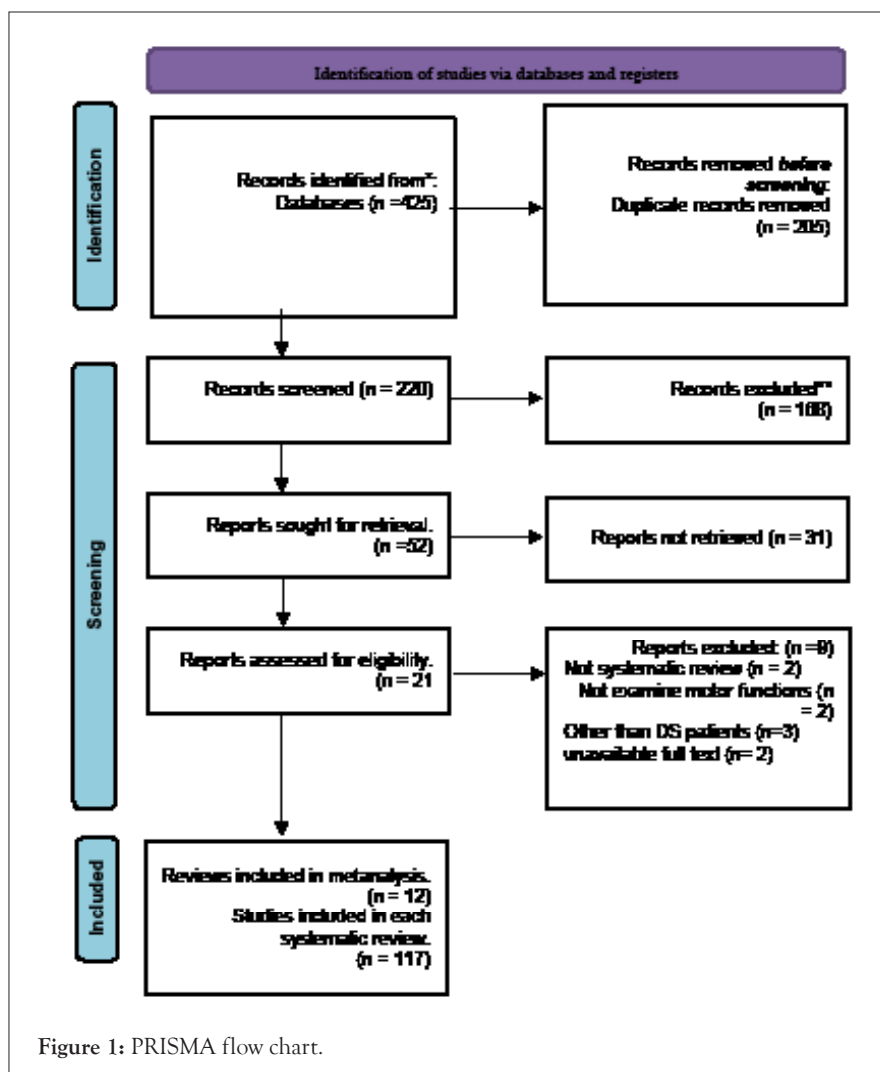 Identification of studies via databases and registers
Identification
Records identified from*:
Databases (n =425)
Records removed before
screening:
Duplicate records removed
(n = 205)
Screening
Records screened (n = 220)
Records excluded**
(n = 168)
Reports sought for retrieval.
(n =52)
Reports not retrieved (n = 31)
Reports assessed for eligibility.
(n = 21
Reports excluded: (n =9)
Not systematic review (n = 2)
Not examine motor functions (n
= 2)
Other than DS patients (n=3)
unavailable full text (n= 2)
Included
Reviews included in metanalysis.
(n = 12)
Studies included in each
systematic review.
(n = 117)
Figure 1: PRISMA flow chart.